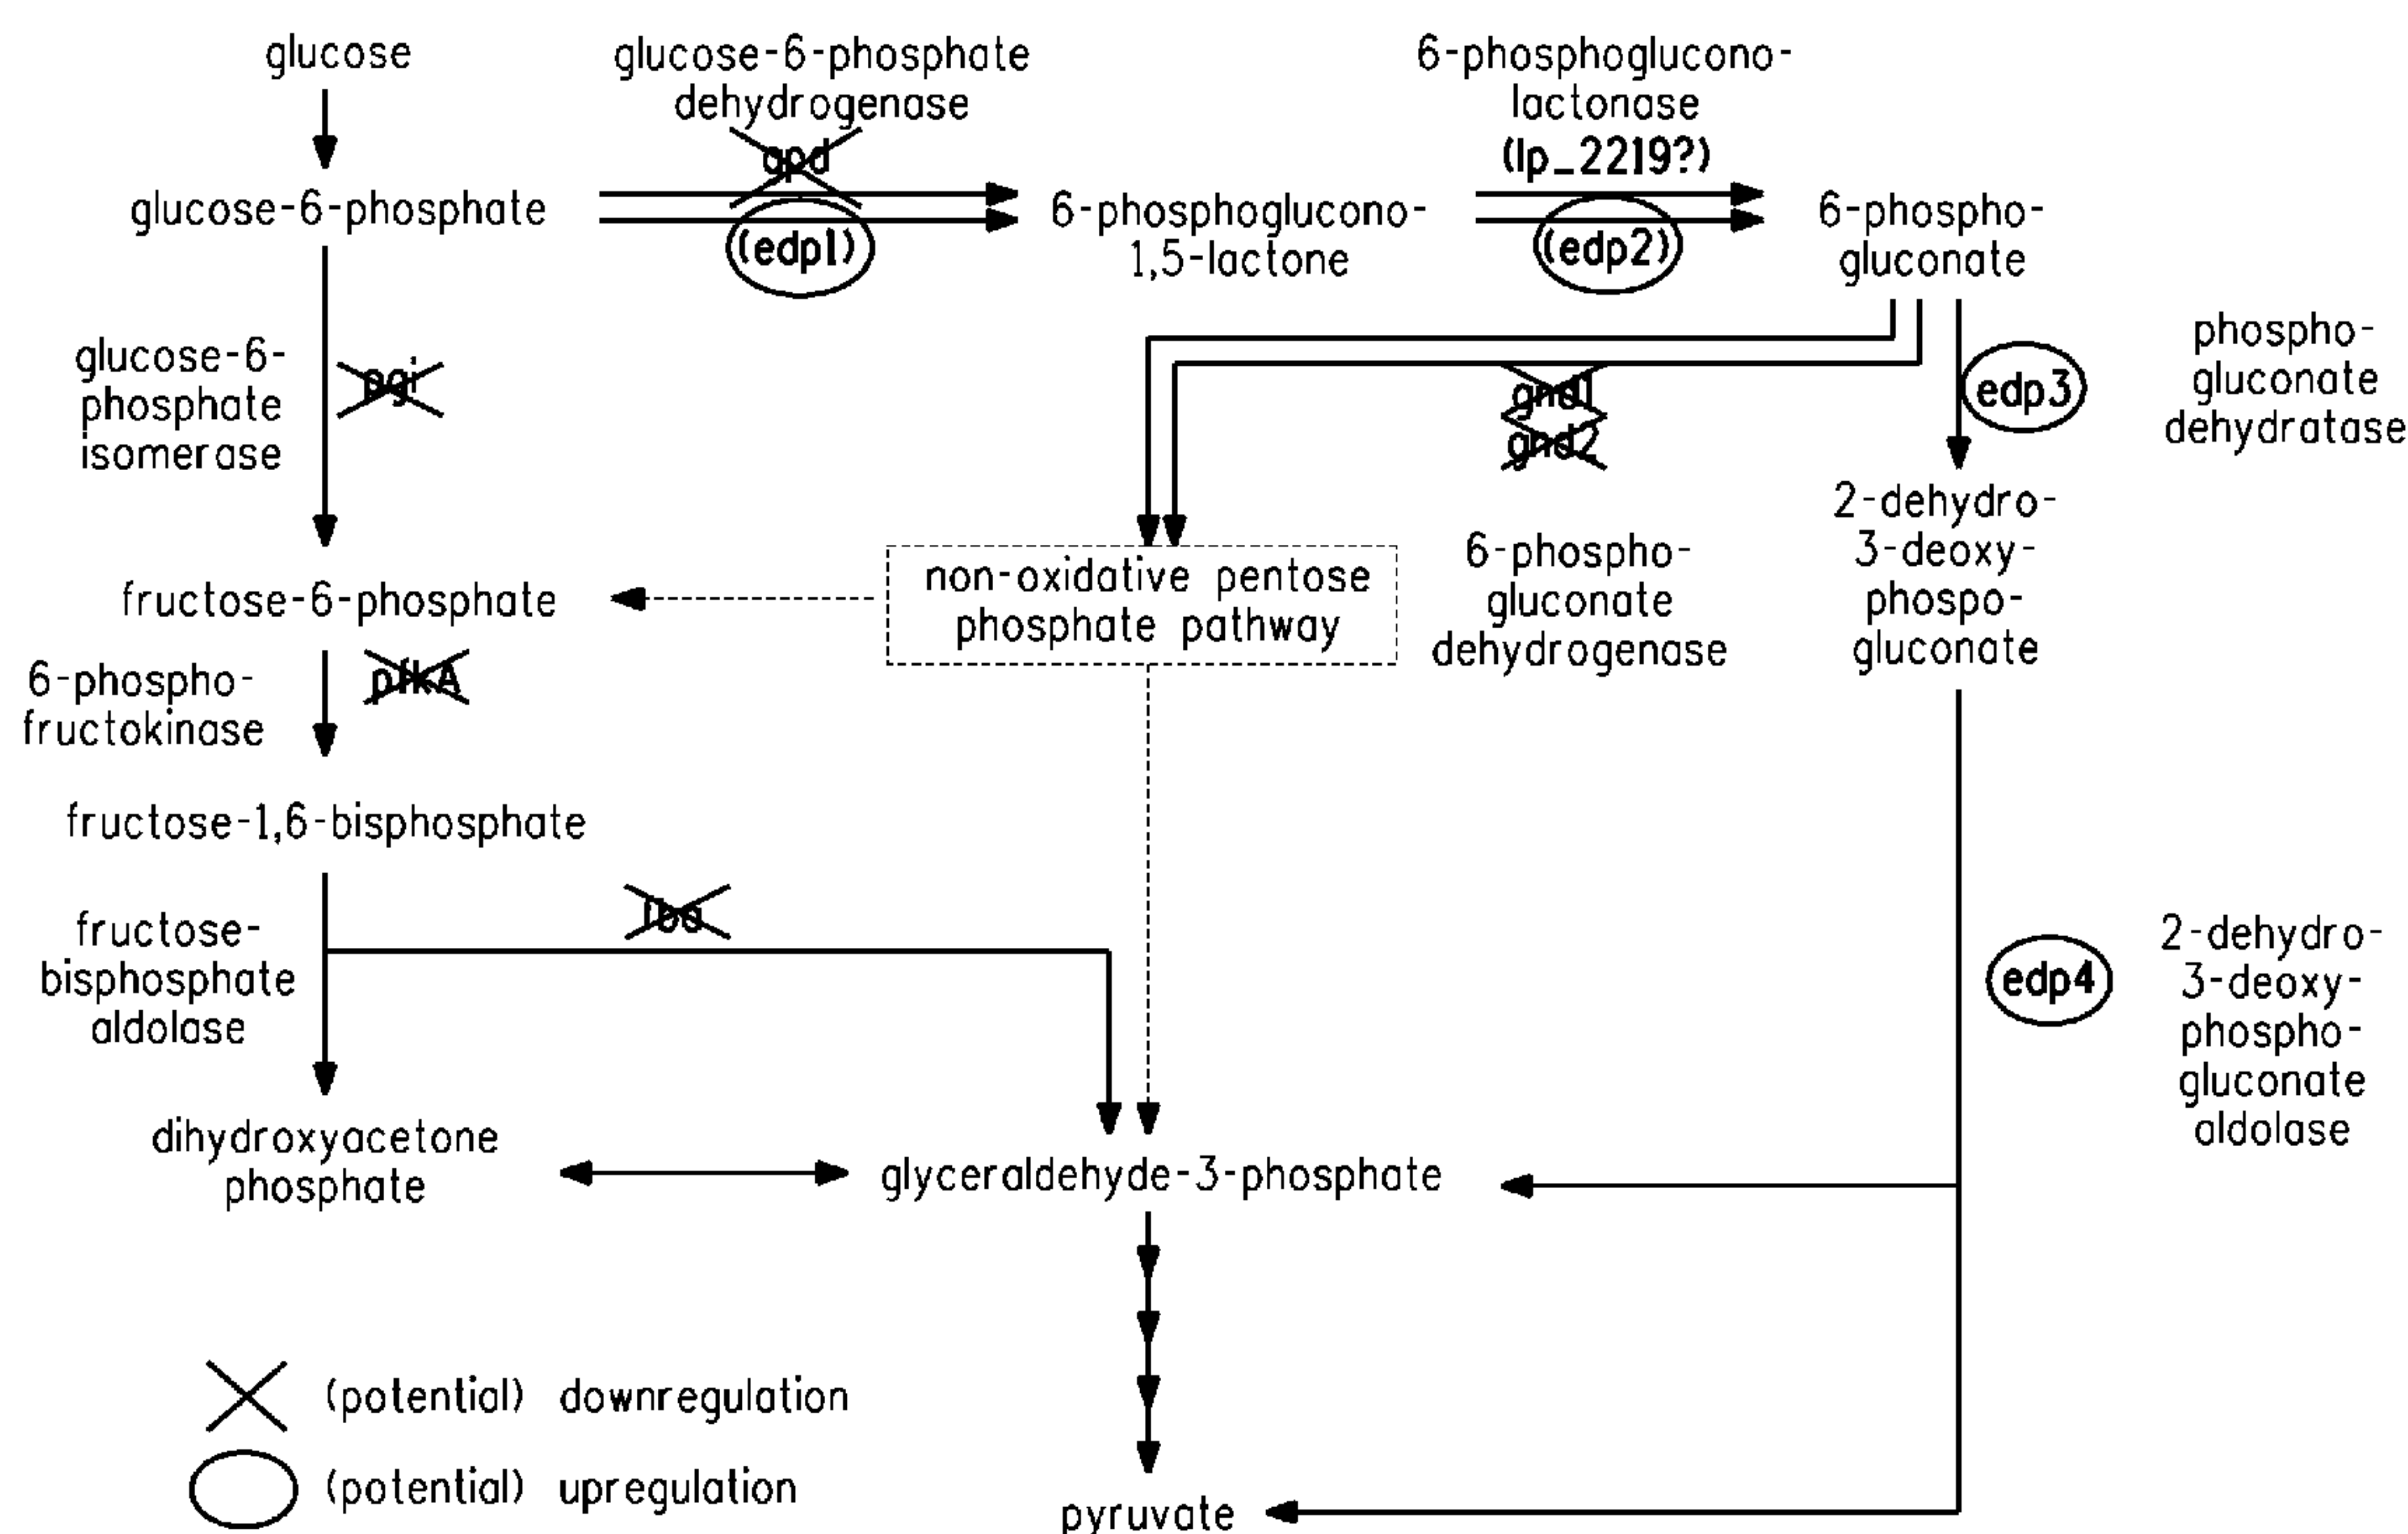 glucose
glucose-6-phosphate
dehydrogenase
gpd
6-phosphoglucono-
lactonase
(lp_2219?)
glucose-6-phosphate
(edp1)
6-phosphoglucono-
1,5-lactone
(edp2)
6-phospho-
gluconate
glucose-6-
phosphate
isomerase
pgi
gnd1
gnd2
edp3
phospho-
gluconate
dehydratase
fructose-6-phosphate
non-oxidative pentose
phosphate pathway
6-phospho-
gluconate
dehydrogenase
2-dehydro-
3-deoxy-
phospo-
gluconate
6-phospho-
fructokinase
pfkA
fructose-1,6-bisphosphate
fructose-
bisphosphate
aldolase
fba
edp4
2-dehydro-
3-deoxy-
phospho-
gluconate
aldolase
dihydroxyacetone
phosphate
glyceraldehyde-3-phosphate
(potential) downregulation
(potential) upregulation
pyruvate